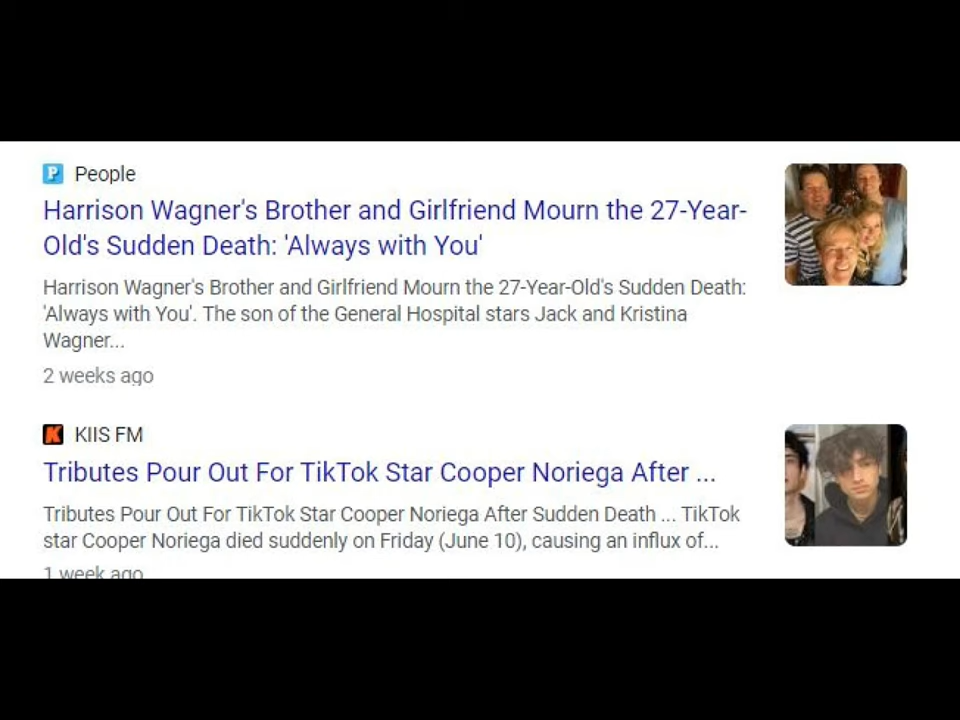 People
Harrison Wagner's Brother and Girlfriend Mourn the 27-Year-
Old's Sudden Death: 'Always with You'
Harrison Wagner's Brother and Girlfriend Mourn the 27-Year-Old's Sudden Death:
'Always with You'. The son of the General Hospital stars Jack and Kristina
Wagner...
2 weeks ago
KIIS FM
Tributes Pour Out For TikTok Star Cooper Noriega After ...
Tributes Pour Out For TikTok Star Cooper Noriega After Sudden Death ... TikTok
star Cooper Noriega died suddenly on Friday (June 10), causing an influx of...
1 week ago